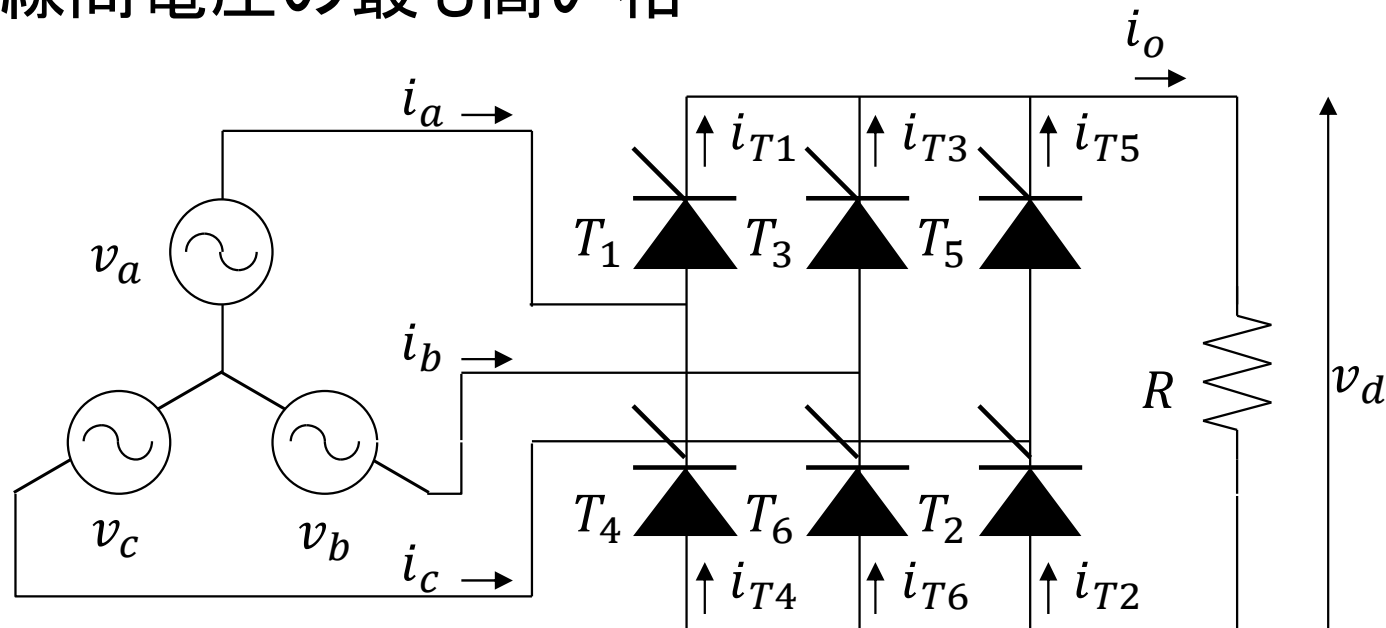 線間電圧の最も高い相
i_o
i_a
i_T1 i_T3 i_T5
v_a
T_1 T_3 T_5
i_b
R
v_d
T_4 T_6 T_2
v_c
v_b
i_c
i_T4 i_T6 i_T2